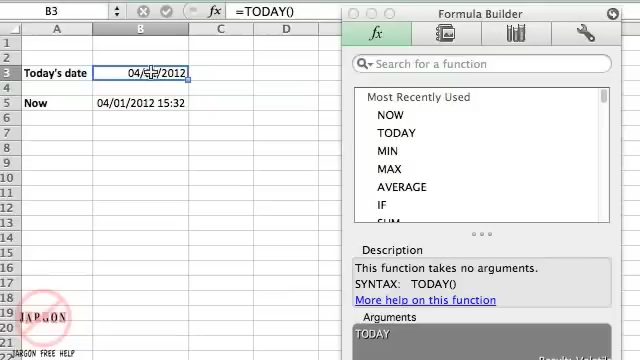 B3
=TODAY()
Formula Builder
fx
fx
Search for a function
A
B
C
D
1
2
3
Today's date
/2012
4
5
Now
04/01/2012 15:32
6
7
8
9
10
11
12
13
14
15
16
17
18
19
20
21
22
Most Recently Used
NOW
TODAY
MIN
MAX
AVERAGE
IF
SUM
Description
This function takes no arguments.
SYNTAX: TODAY()
More help on this function
Arguments
TODAY
JARGON
JARGON FREE HELP